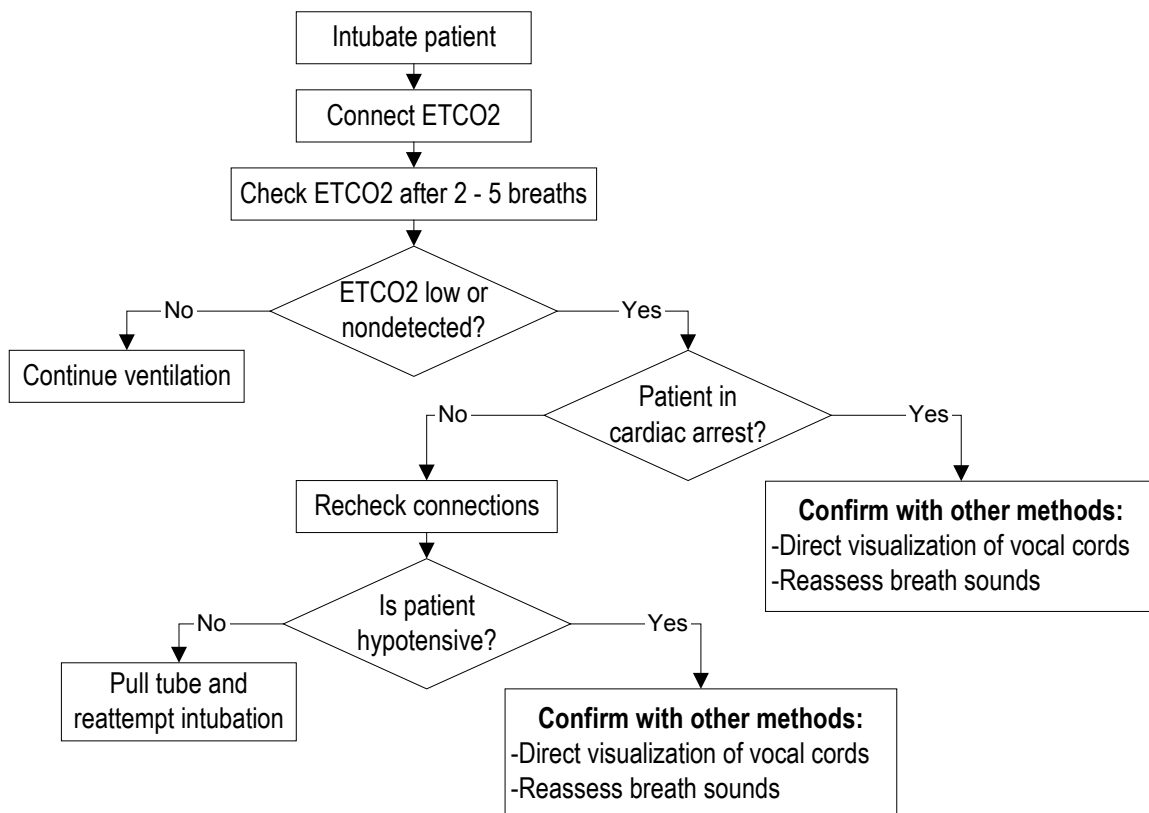 Intubate patient
Connect ETCO2
Check ETCO2 after 2 - 5 breaths
ETCO2 low or
nondetected?
No
Yes
Continue ventilation
Patient in
cardiac arrest?
No
Yes
Recheck connections
Confirm with other methods:
-Direct visualization of vocal cords
-Reassess breath sounds
Is patient
hypotensive?
No
Yes
Pull tube and
reattempt intubation
Confirm with other methods:
-Direct visualization of vocal cords
-Reassess breath sounds